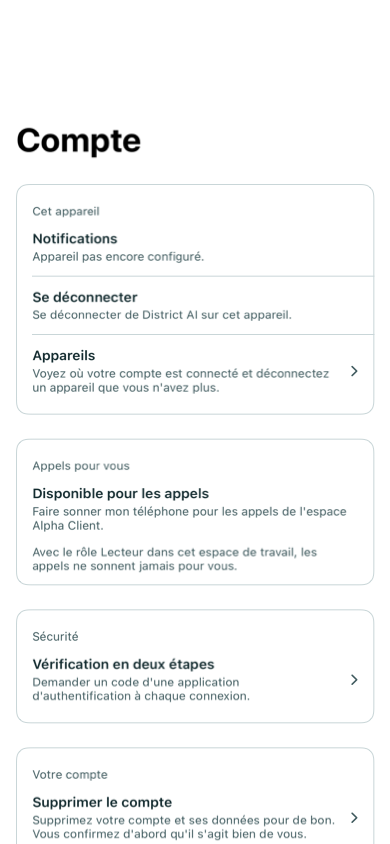 Compte
Cet appareil
Notifications
Appareil pas encore configuré.
Se déconnecter
Se déconnecter de District AI sur cet appareil.
Appareils
Voyez où votre compte est connecté et déconnectez
un appareil que vous n'avez plus.
Appels pour vous
Disponible pour les appels
Faire sonner mon téléphone pour les appels de l'espace
Alpha Client.
Avec le rôle Lecteur dans cet espace de travail, les
appels ne sonnent jamais pour vous.
Sécurité
Vérification en deux étapes
Demander un code d'une application
d'authentification à chaque connexion.
Votre compte
Supprimer le compte
Supprimez votre compte et ses données pour de bon.
Vous confirmez d'abord qu'il s'agit bien de vous.